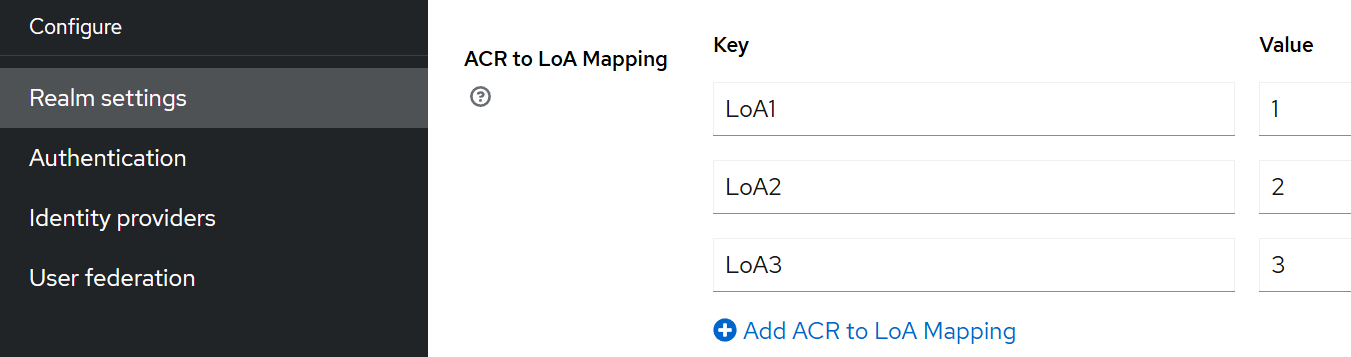 Configure
Realm settings
Authentication
Identity providers
User federation
ACR to LoA Mapping
Key Value
LoA1 1
LoA2 2
LoA3 3
Add ACR to LoA Mapping